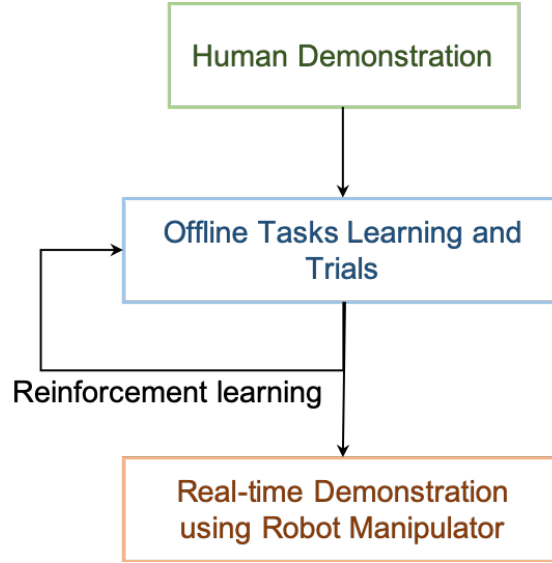 Human Demonstration
Offline Tasks Learning and
Trials
Reinforcement learning
Real-time Demonstration
using Robot Manipulator